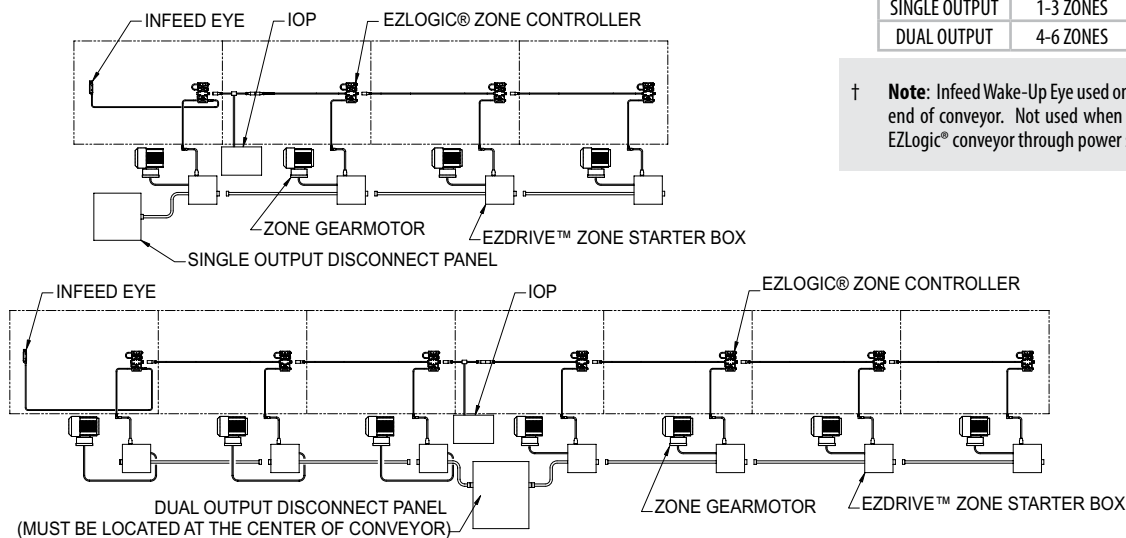 INFEED EYE
IOP
EZLOGIC® ZONE CONTROLLER
SINGLE OUTPUT 1-3 ZONES
DUAL OUTPUT 4-6 ZONES
† Note: Infeed Wake-Up Eye used
end of conveyor. Not used when
EZLogic® conveyor through power
ZONE GEARMOTOR
EZDRIVE™ ZONE STARTER BOX
SINGLE OUTPUT DISCONNECT PANEL
INFEED EYE
IOP
EZLOGIC® ZONE CONTROLLER
DUAL OUTPUT DISCONNECT PANEL
(MUST BE LOCATED AT THE CENTER OF CONVEYOR)
ZONE GEARMOTOR
EZDRIVE™ ZONE STARTER BOX